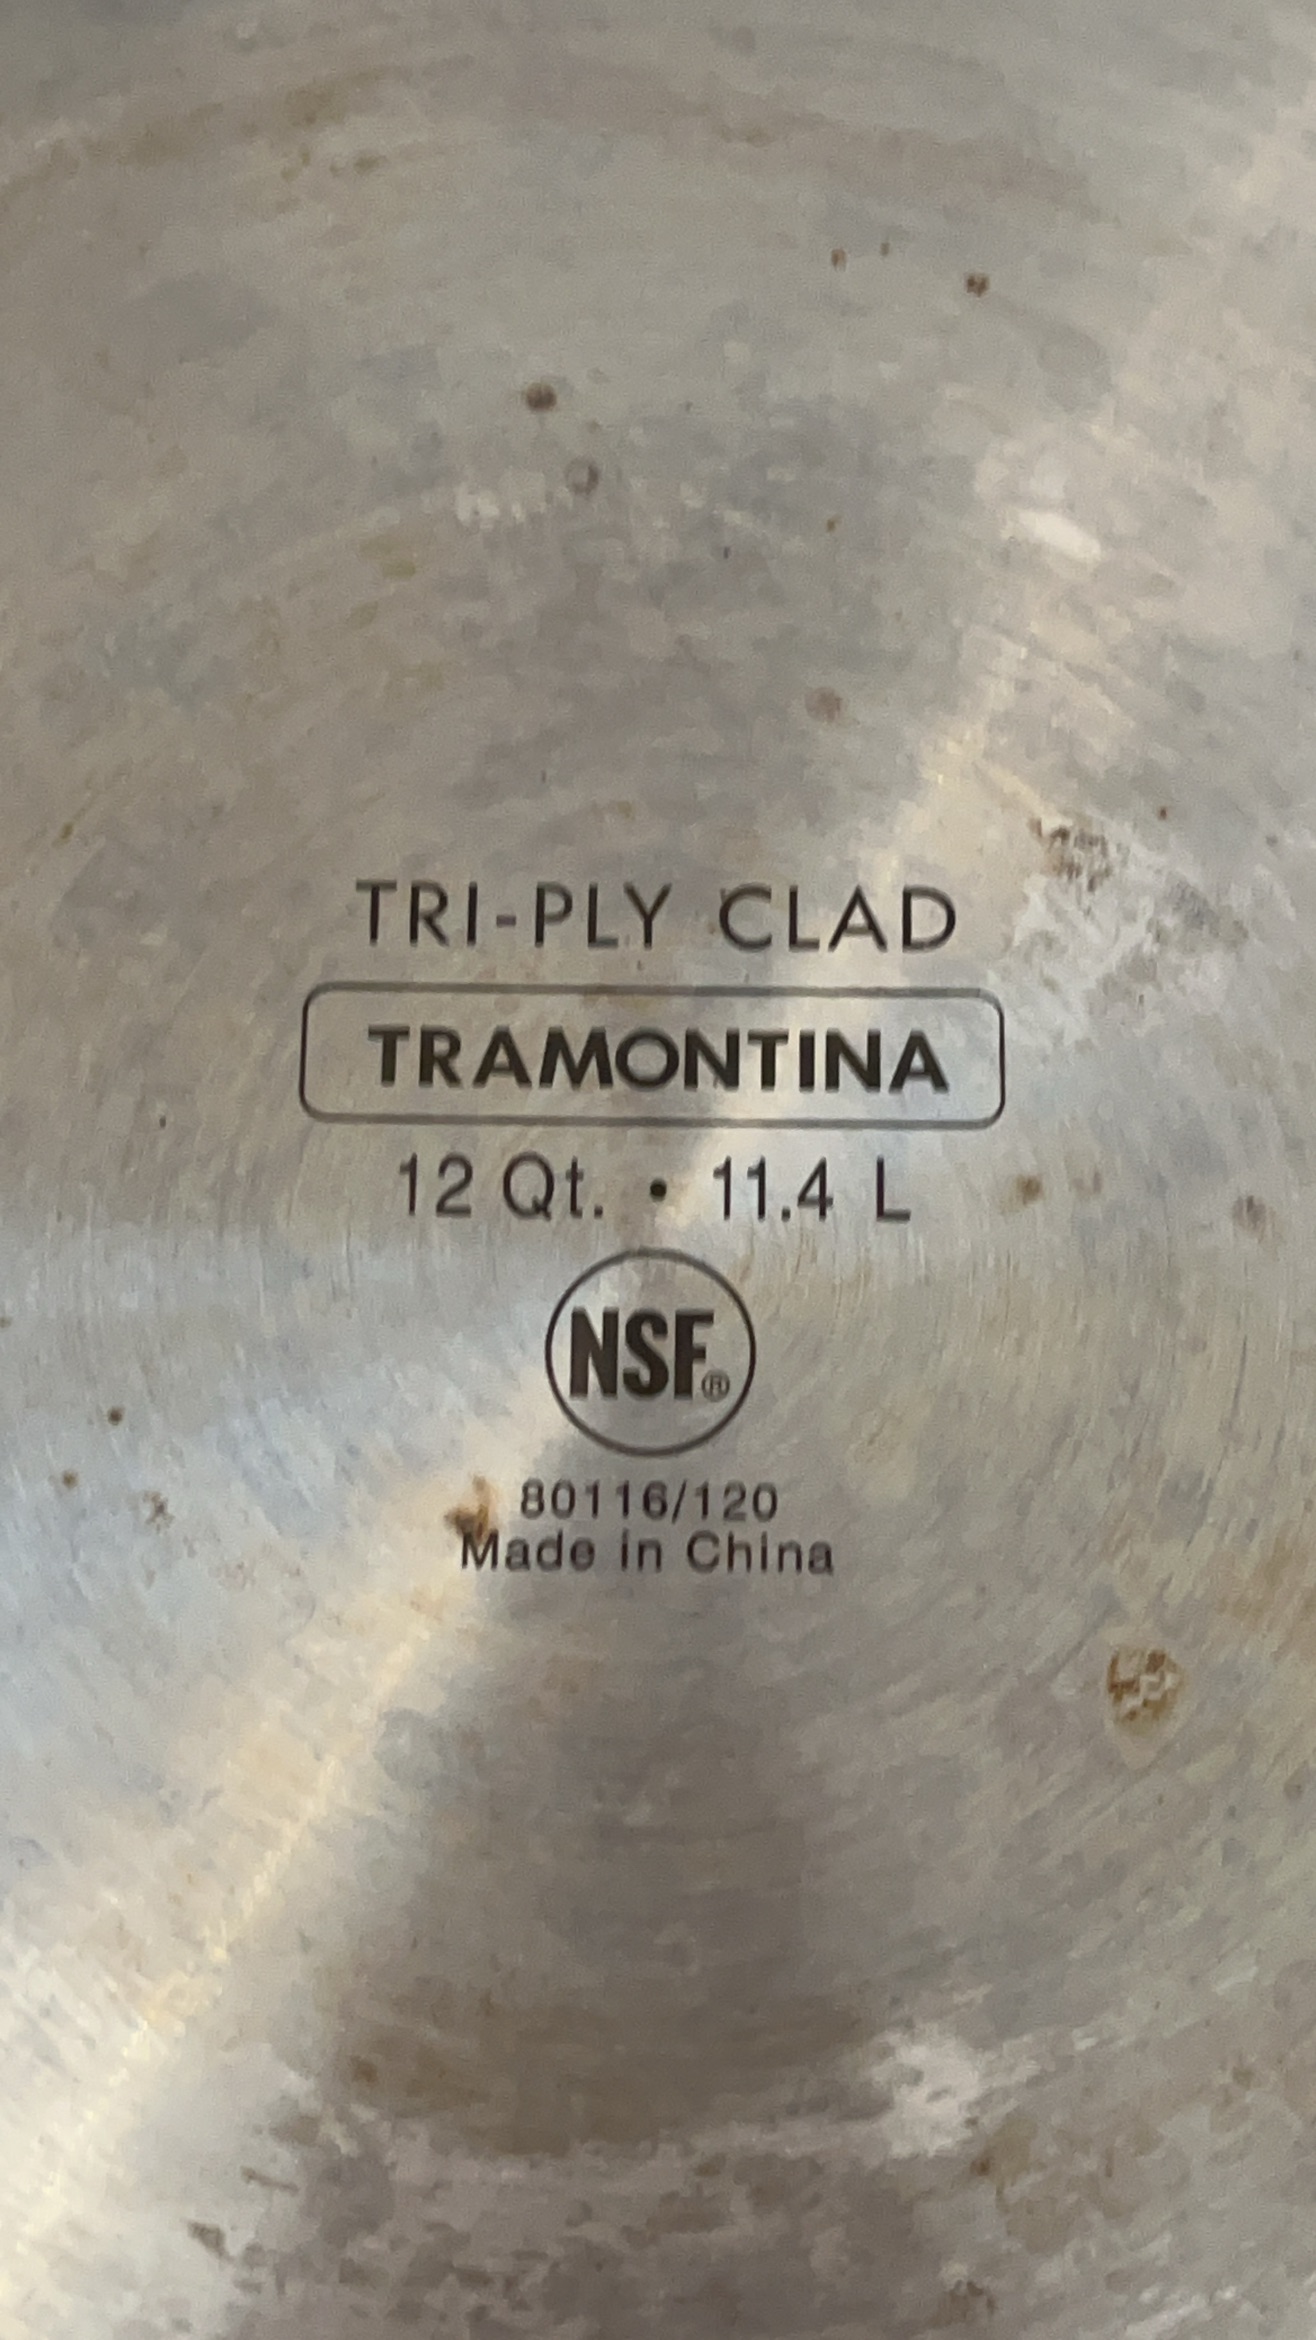 TRI-PLY CLAD
TRAMONTINA
12 Qt. • 11.4 L
NSF®
80116/120
Made in China